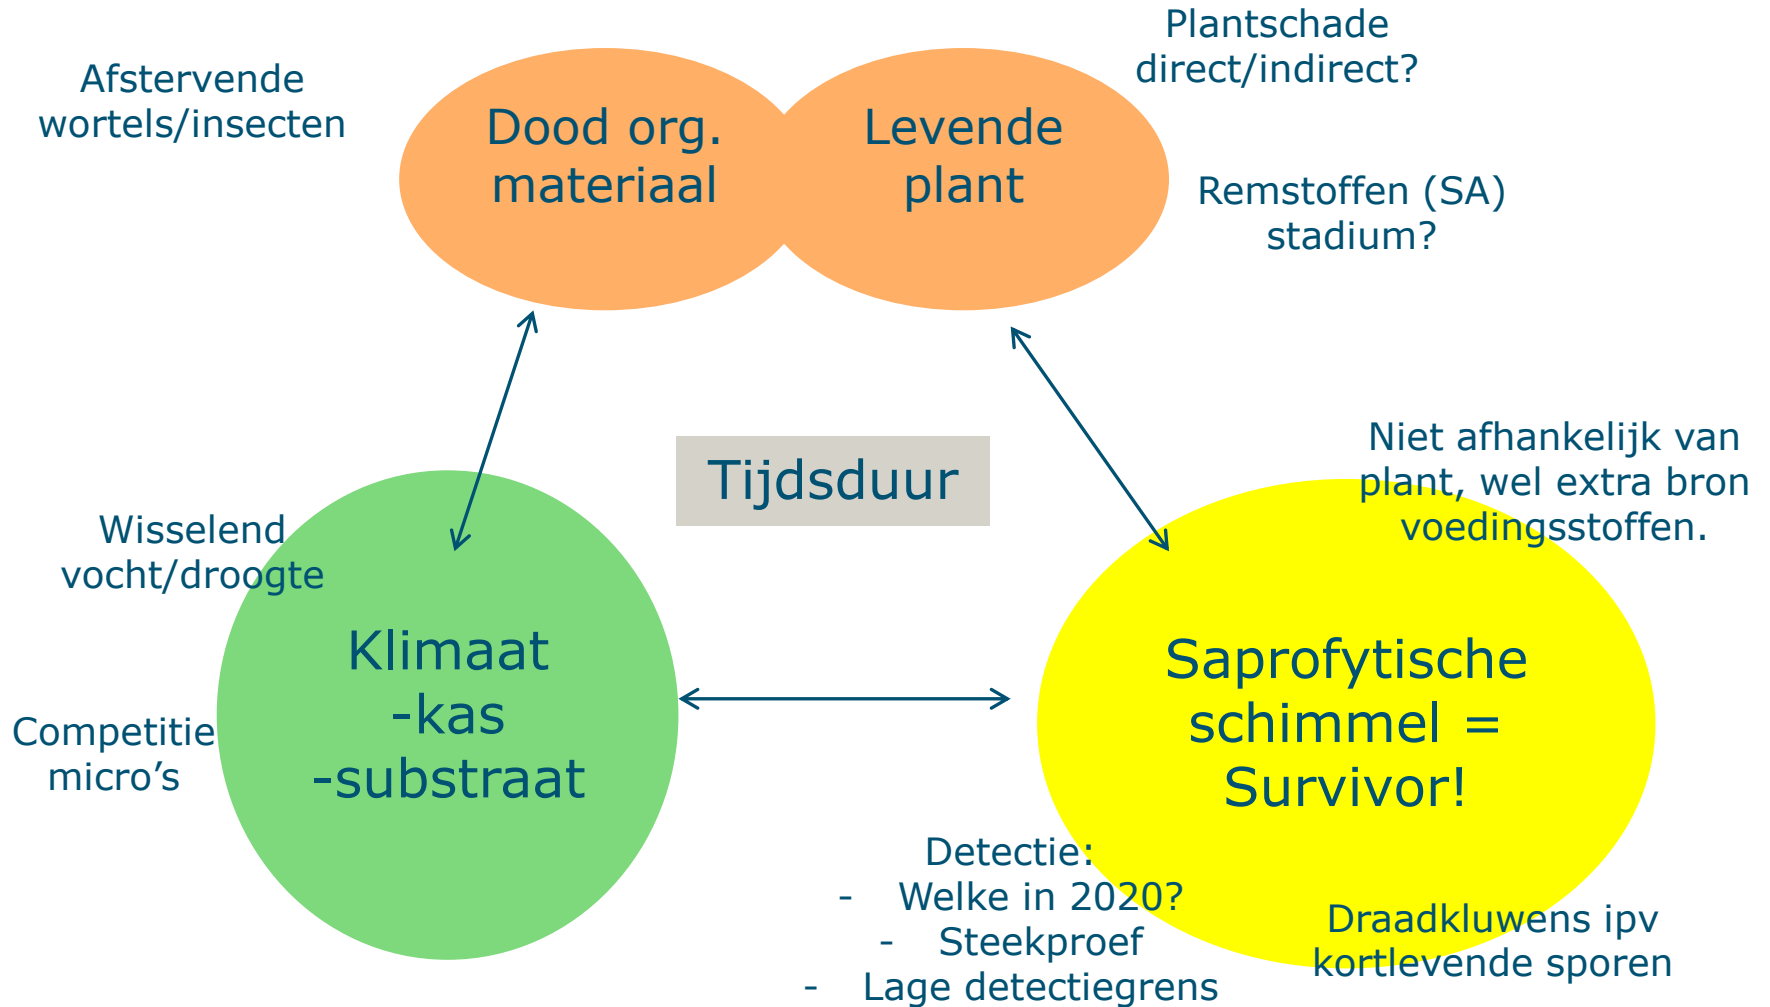 Plantschade
direct/indirect?
Afstervende
wortels/insecten
Dood org.
materiaal
Levende
plant
Remstoffen (SA)
stadium?
Tijdsduur
Niet afhankelijk van
plant, wel extra bron
voedingsstoffen.
Wisselend
vocht/droogte
Klimaat
-kas
-substraat
Competitie
micro's
Saprofytische
schimmel =
Survivor!
Detectie:
- Welke in 2020?
- Steekproef
- Lage detectiegrens
Draadkluwens ipv
kortlevende sporen